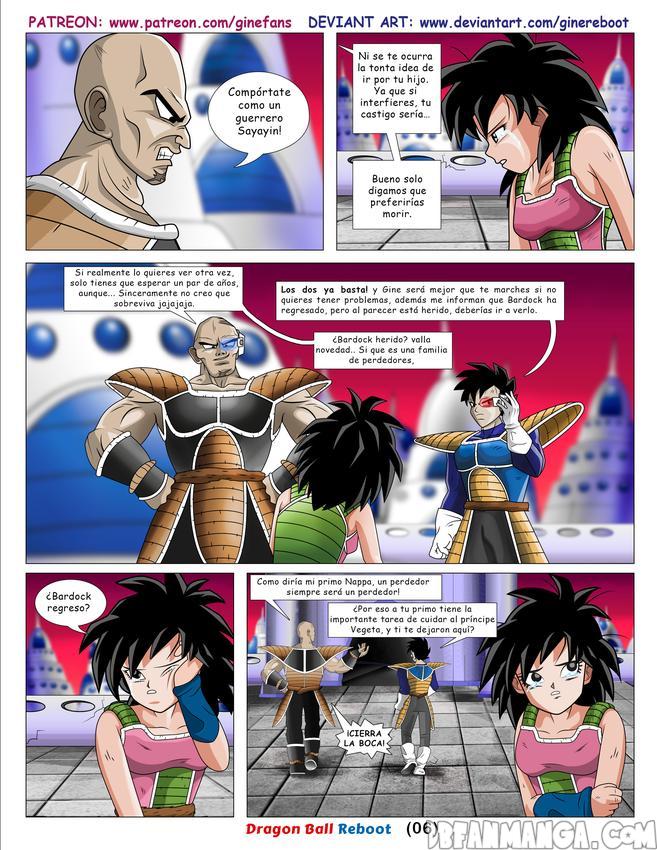 PATREON: www.patreon.com/ginefans DEVIANT ART: www.deviantart.com/ginereboot
Compórtate
como un
guerrero
Sayayin!
Ni se te ocurra
la tonta idea de
ir por tu hijo.
Ya que si
interfieres, tu
castigo sería...
Bueno solo
digamos que
preferirías
morir.
Si realmente lo quieres ver otra vez,
solo tienes que esperar un par de años,
aunque... Sinceramente no creo que
sobreviva jajajaja.
Los dos ya basta! y Gine será mejor que te marches si no
quieres tener problemas, además me informan que Bardock ha
regresado, pero al parecer está herido, deberías ir a verlo.
¿Bardock herido? valla
novedad.. Si que es una familia
de perdedores,
¿Bardock
regreso?
Como diría mi primo Nappa, un perdedor
siempre será un perdedor!
¿Por eso a tu primo tiene la
importante tarea de cuidar al príncipe
Vegeta, y ti te dejaron aquí?
¡CIERRA
LA BOCA!
Dragon Ball Reboot (06)
DBFANMANGA.COM